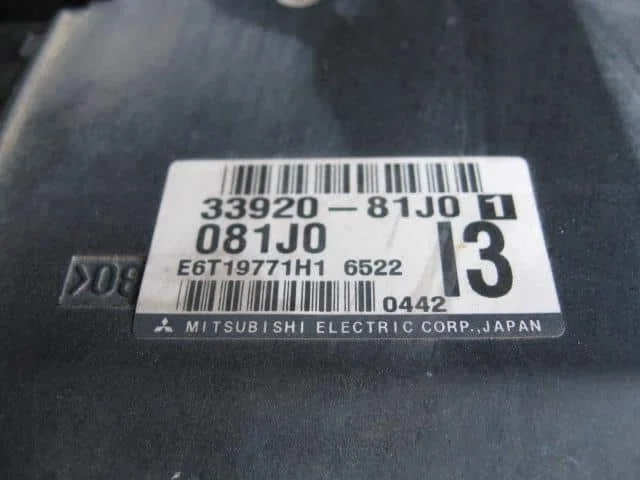 33920-81J0 1
081J0
13
E6T19771H1 6522
0442
MITSUBISHI ELECTRIC CORP., JAPAN